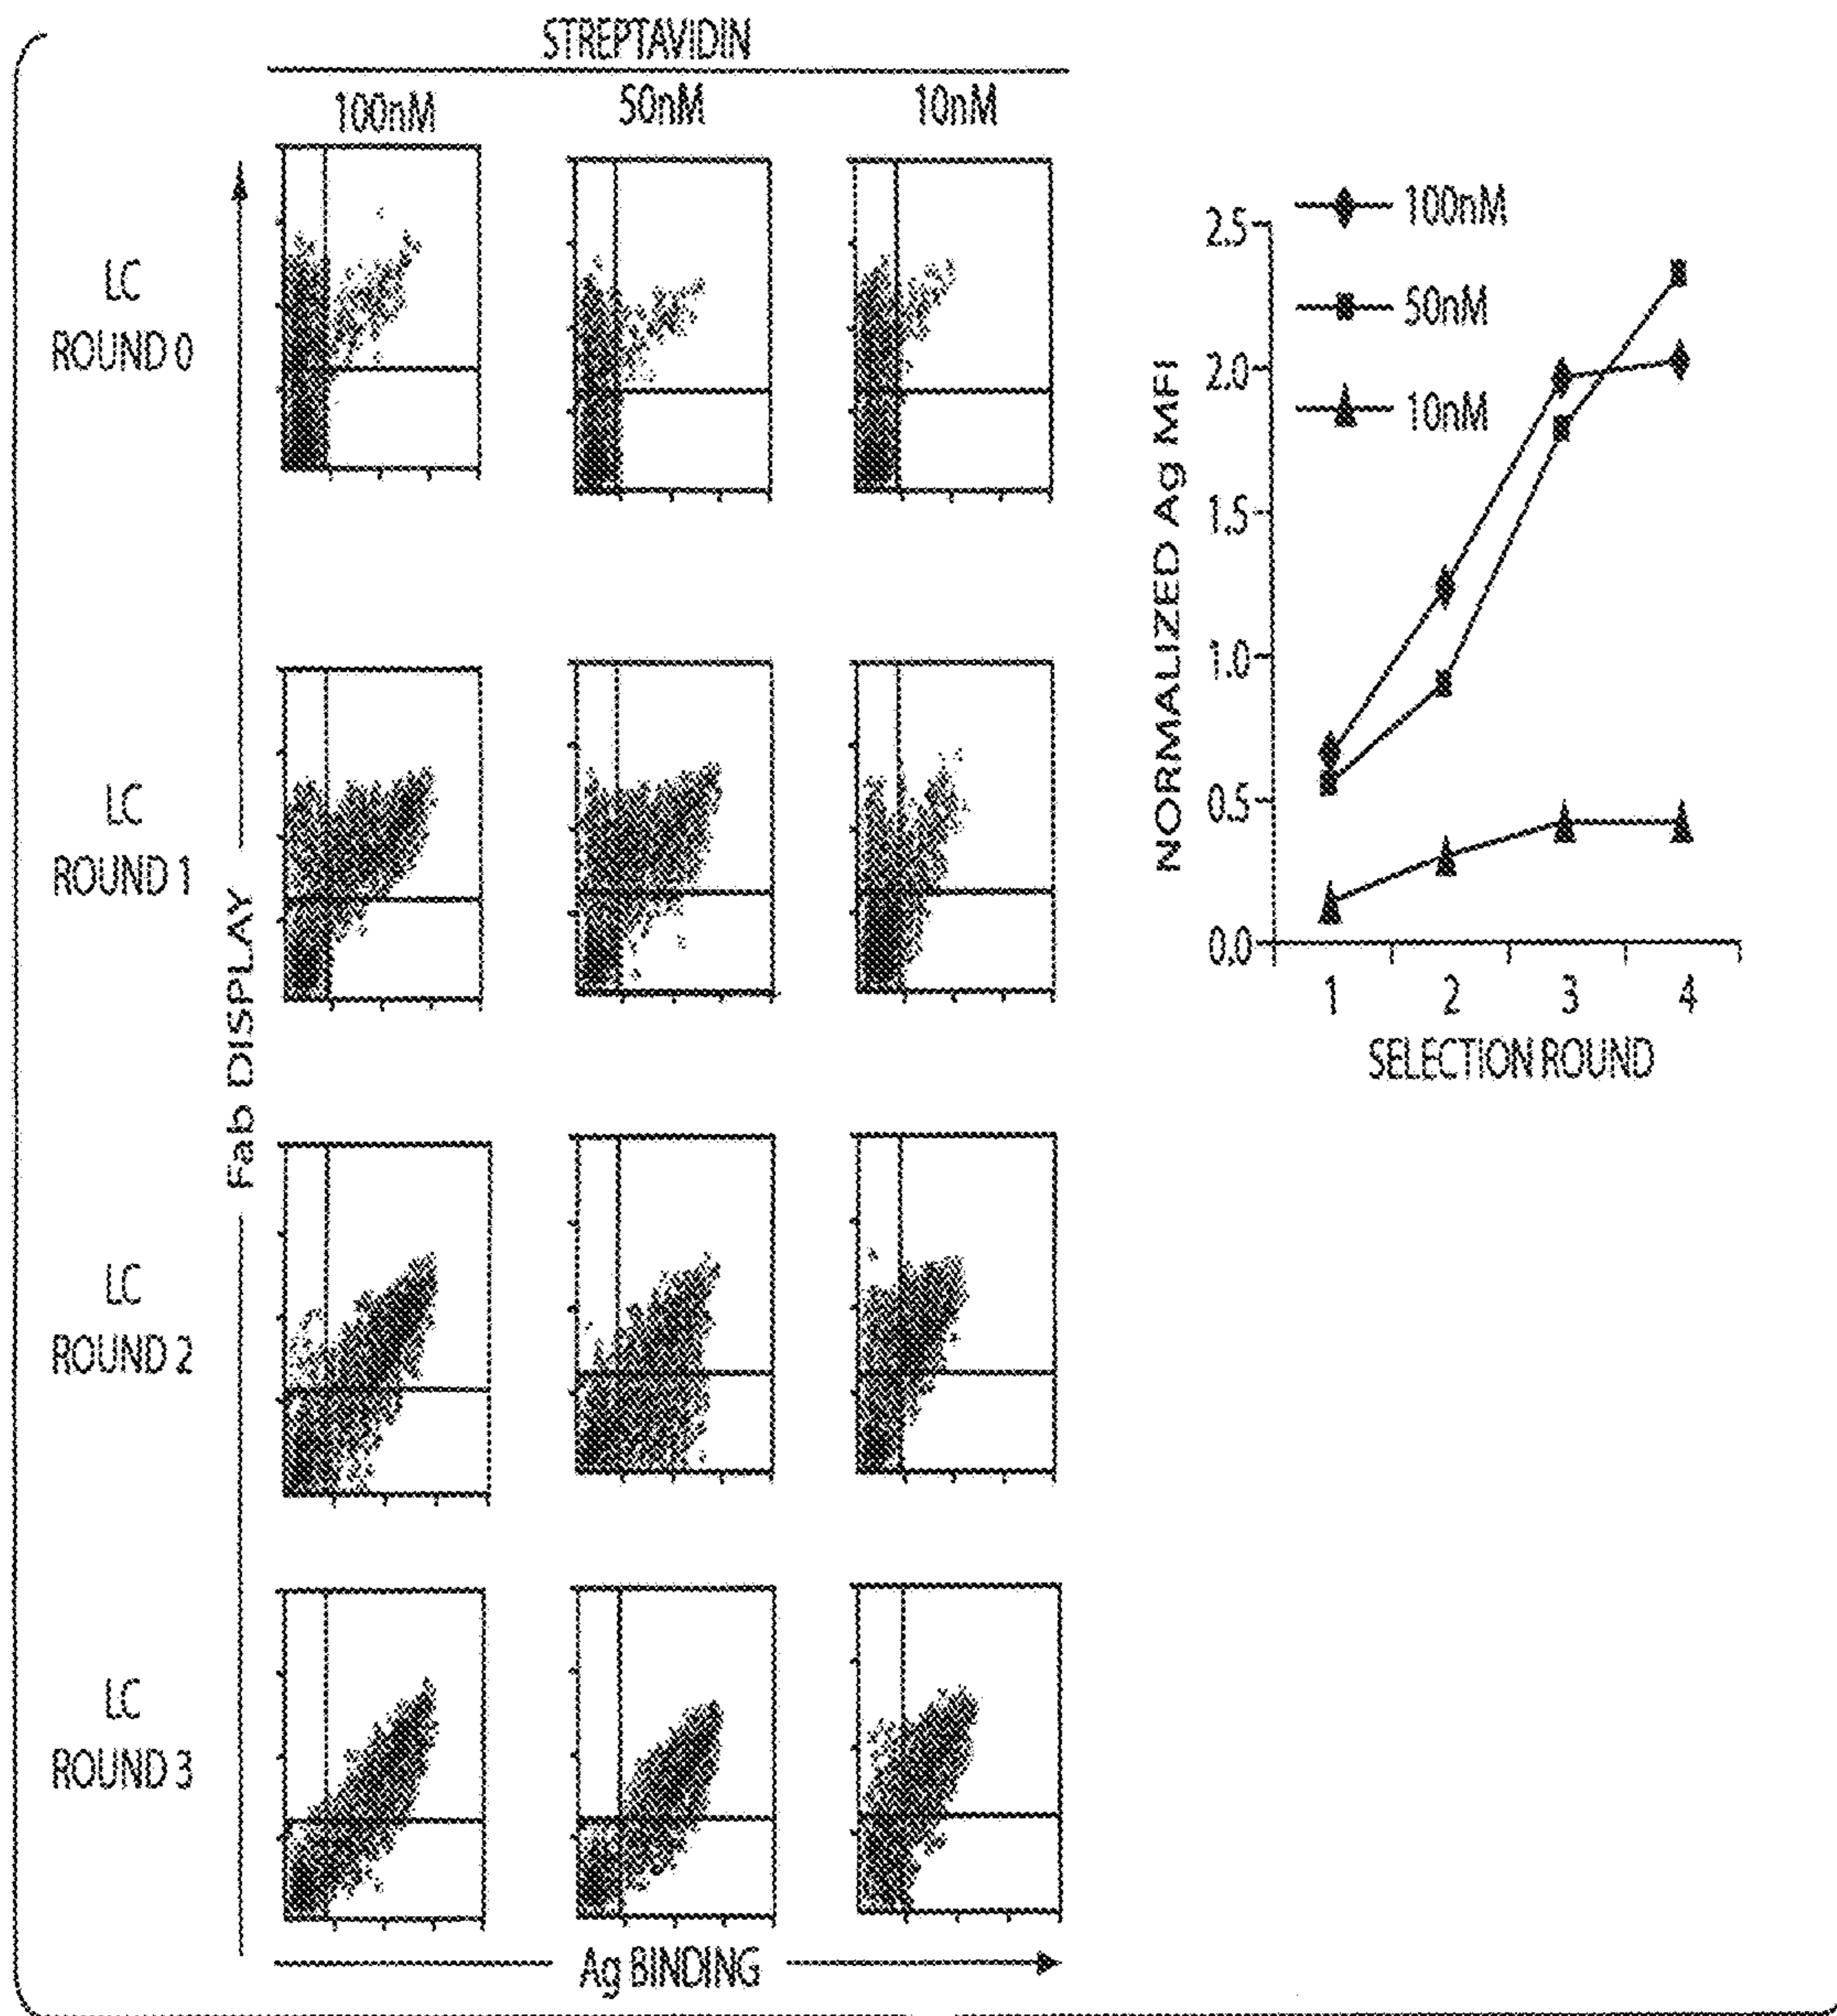 STREPTAVIDIN
100nM 50nM 10nM
LC
ROUND 0
LC
ROUND 1
LC
ROUND 2
LC
ROUND 3
Fab DISPLAY
Ag BINDING
100nM
50nM
10nM
NORMALIZED Ag MFI
2.5
2.0
1.5
1.0
0.5
0.0
1 2 3 4
SELECTION ROUND